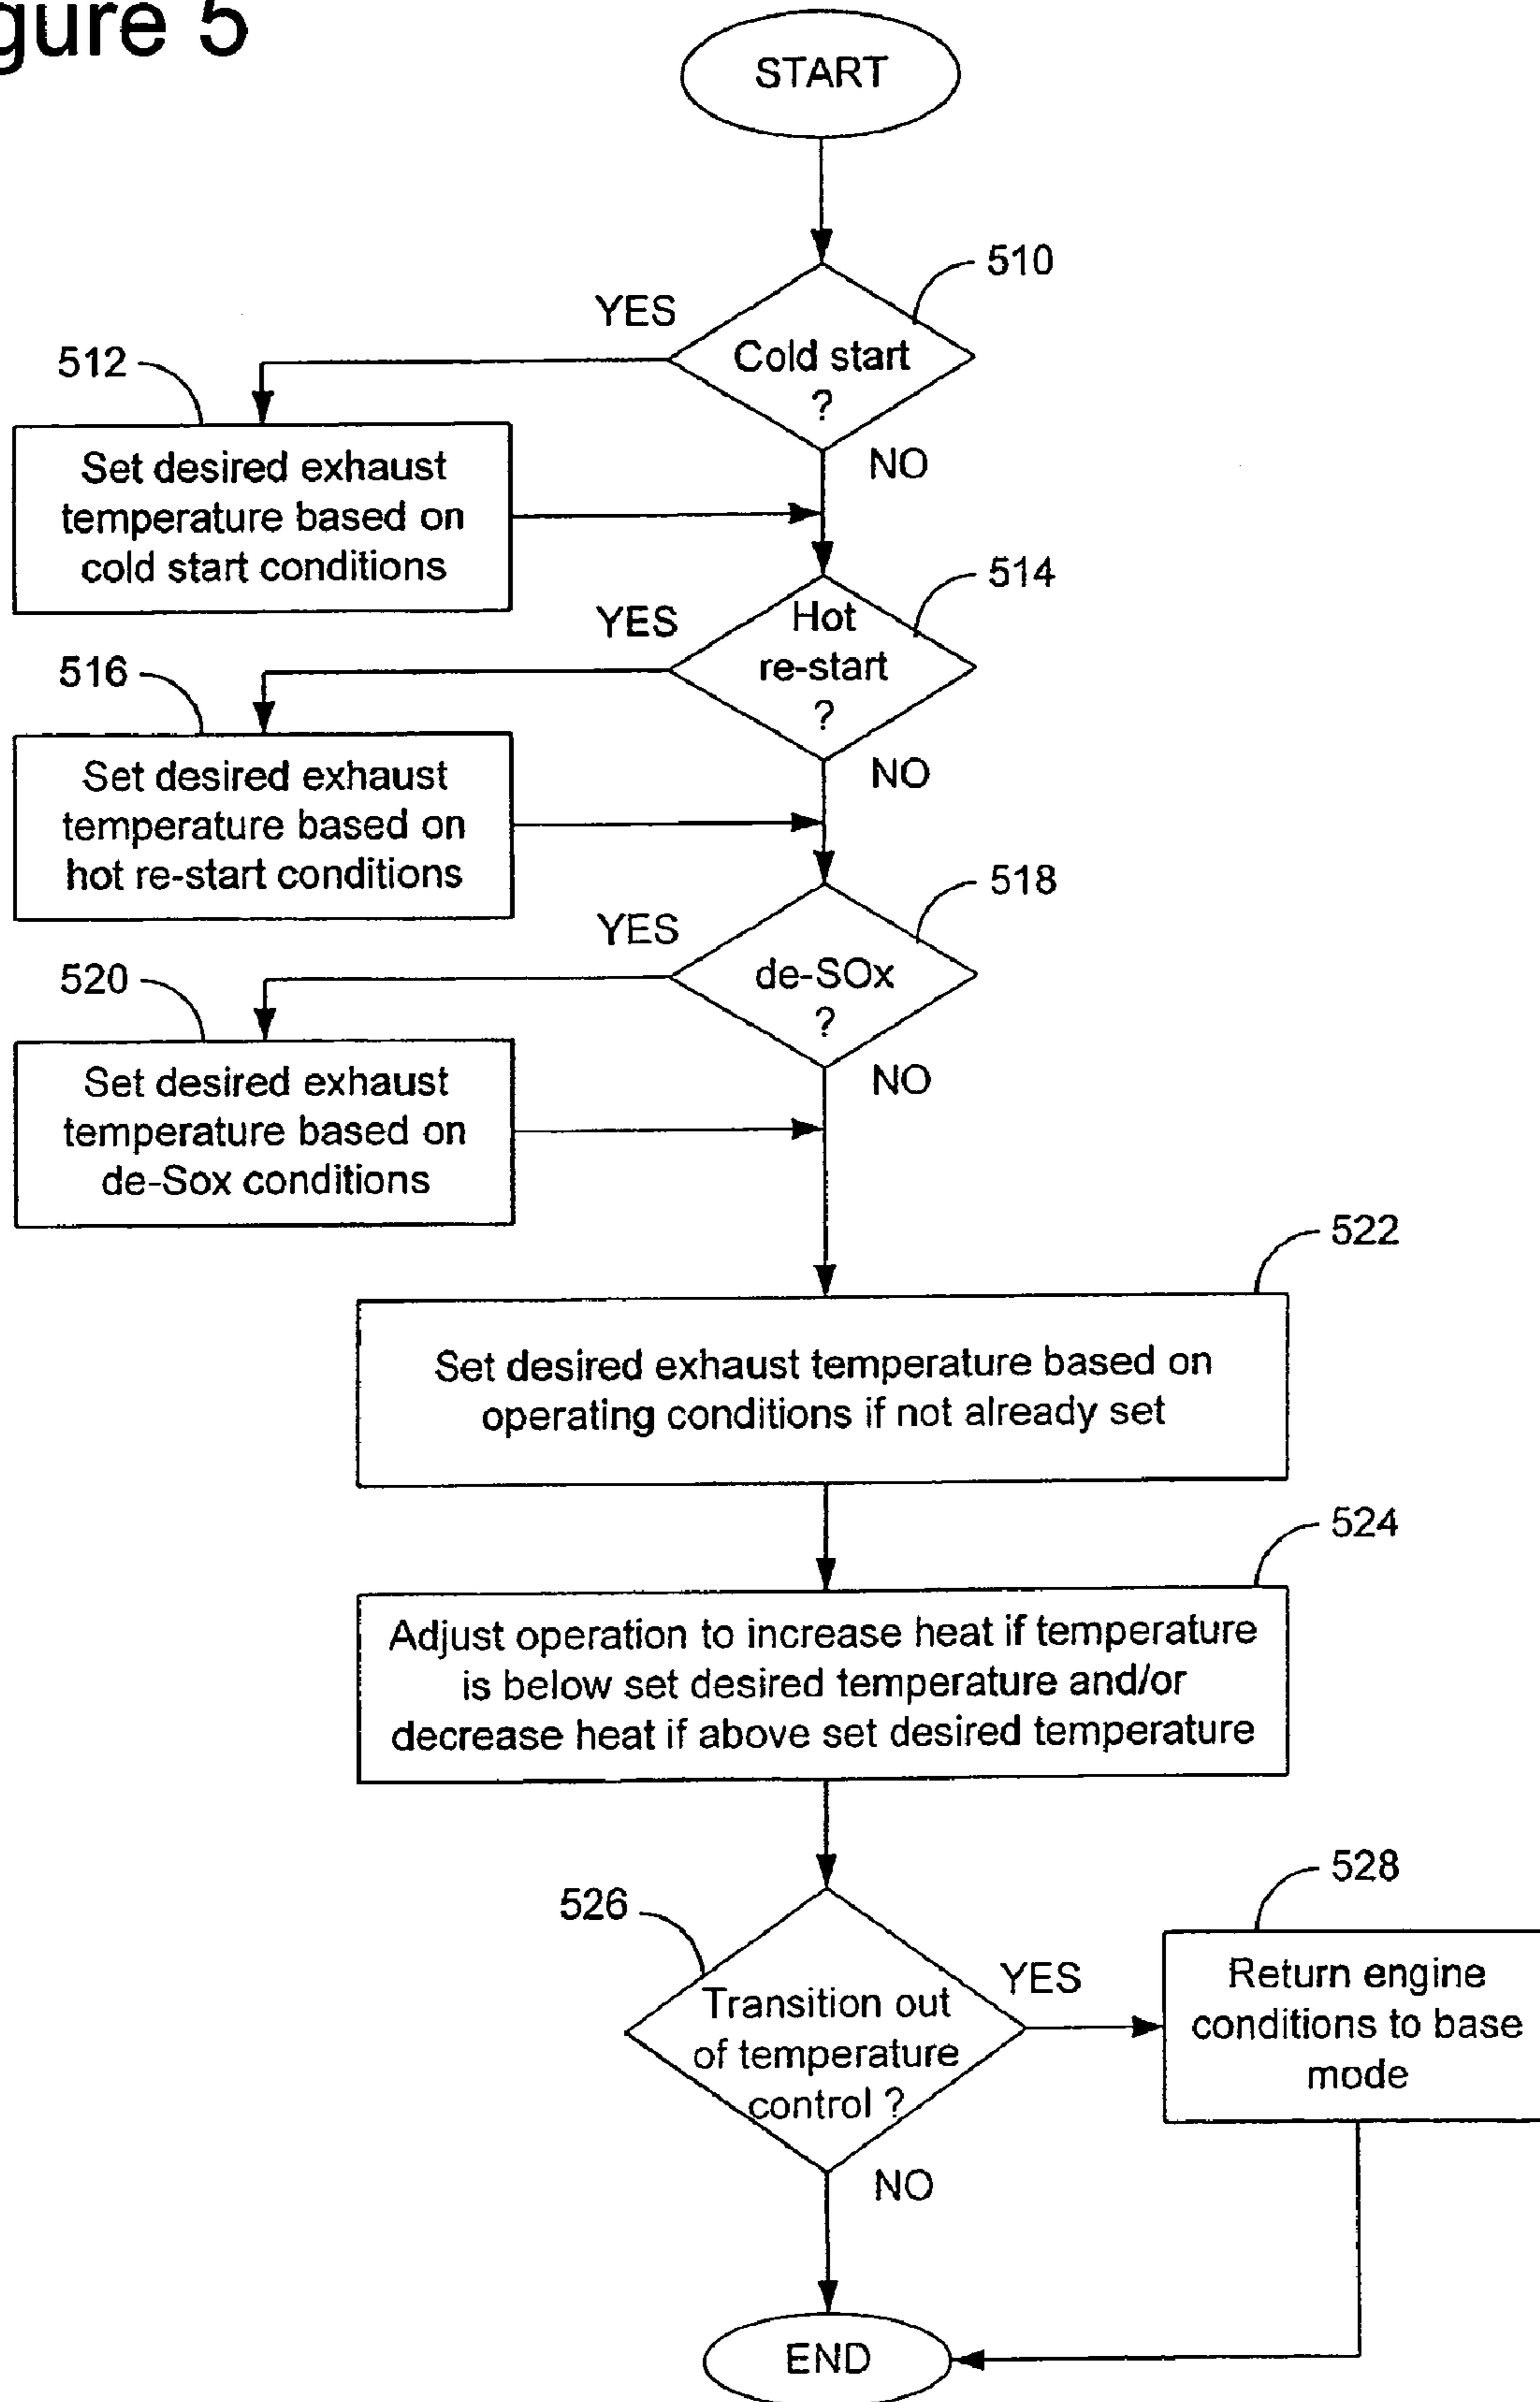 gure 5
START
510
YES
Cold start
?
512
NO
Set desired exhaust
temperature based on
cold start conditions
514
YES
Hot
re-start
?
516
NO
Set desired exhaust
temperature based on
hot re-start conditions
518
YES
de-SOx
?
520
NO
Set desired exhaust
temperature based on
de-Sox conditions
522
Set desired exhaust temperature based on
operating conditions if not already set
524
Adjust operation to increase heat if temperature
is below set desired temperature and/or
decrease heat if above set desired temperature
526
Transition out
of temperature
control ?
YES
528
Return engine
conditions to base
mode
NO
END